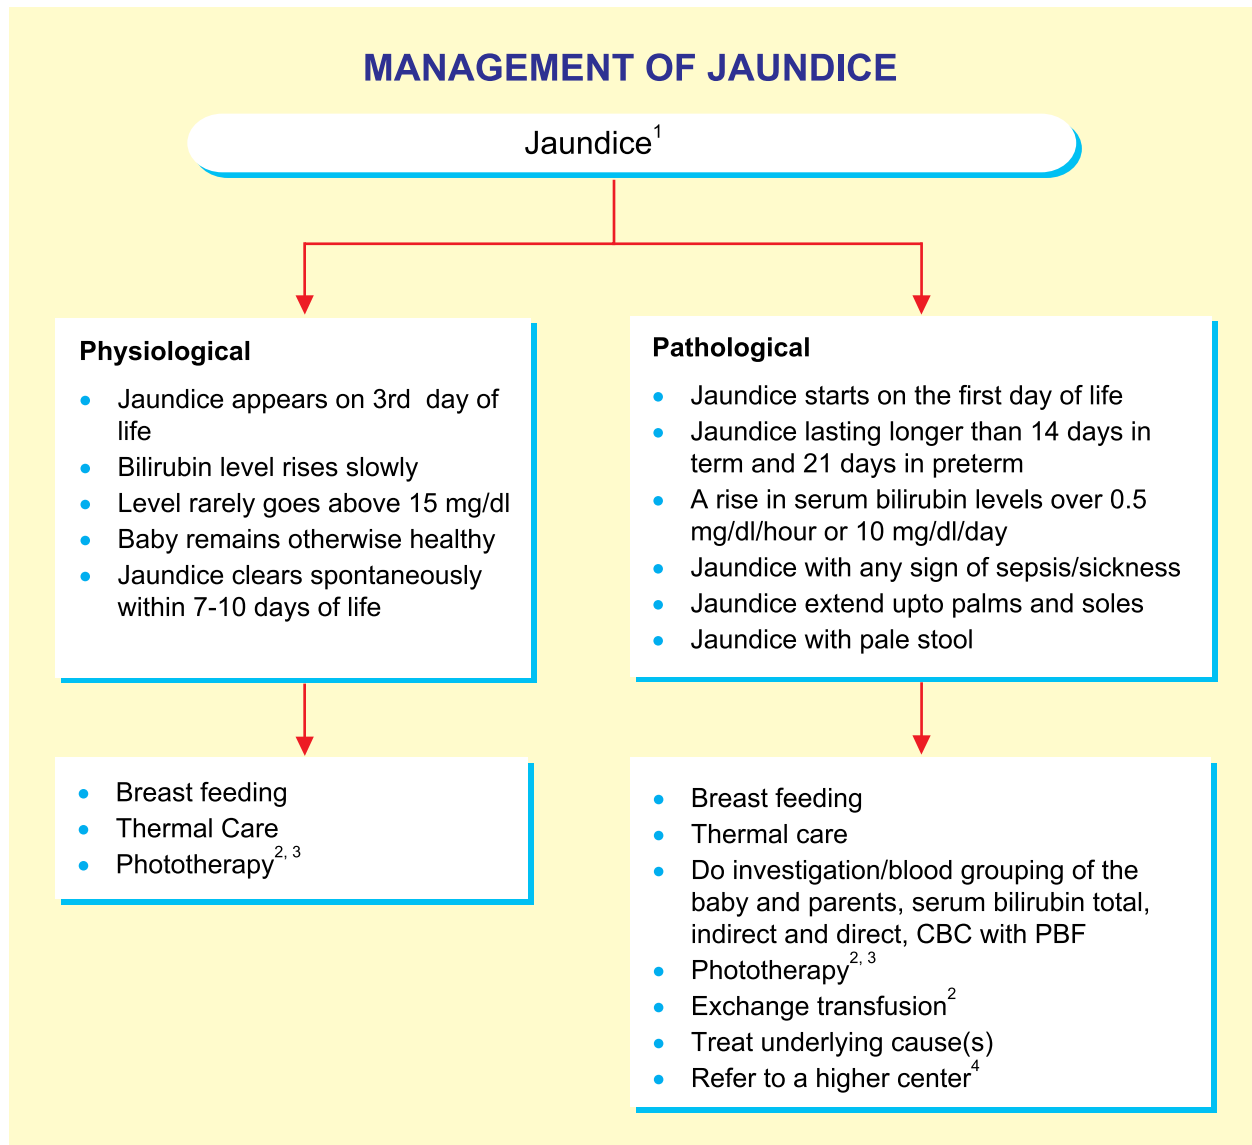 MANAGEMENT OF JAUNDICE
Jaundice1
Physiological
• Jaundice appears on 3rd day of
life
• Bilirubin level rises slowly
• Level rarely goes above 15 mg/dl
• Baby remains otherwise healthy
• Jaundice clears spontaneously
within 7-10 days of life
Pathological
• Jaundice starts on the first day of life
• Jaundice lasting longer than 14 days in
term and 21 days in preterm
• A rise in serum bilirubin levels over 0.5
mg/dl/hour or 10 mg/dl/day
• Jaundice with any sign of sepsis/sickness
• Jaundice extend upto palms and soles
• Jaundice with pale stool
• Breast feeding
• Thermal Care
• Phototherapy2, 3
• Breast feeding
• Thermal care
• Do investigation/blood grouping of the
baby and parents, serum bilirubin total,
indirect and direct, CBC with PBF
• Phototherapy2, 3
• Exchange transfusion2
• Treat underlying cause(s)
• Refer to a higher center4